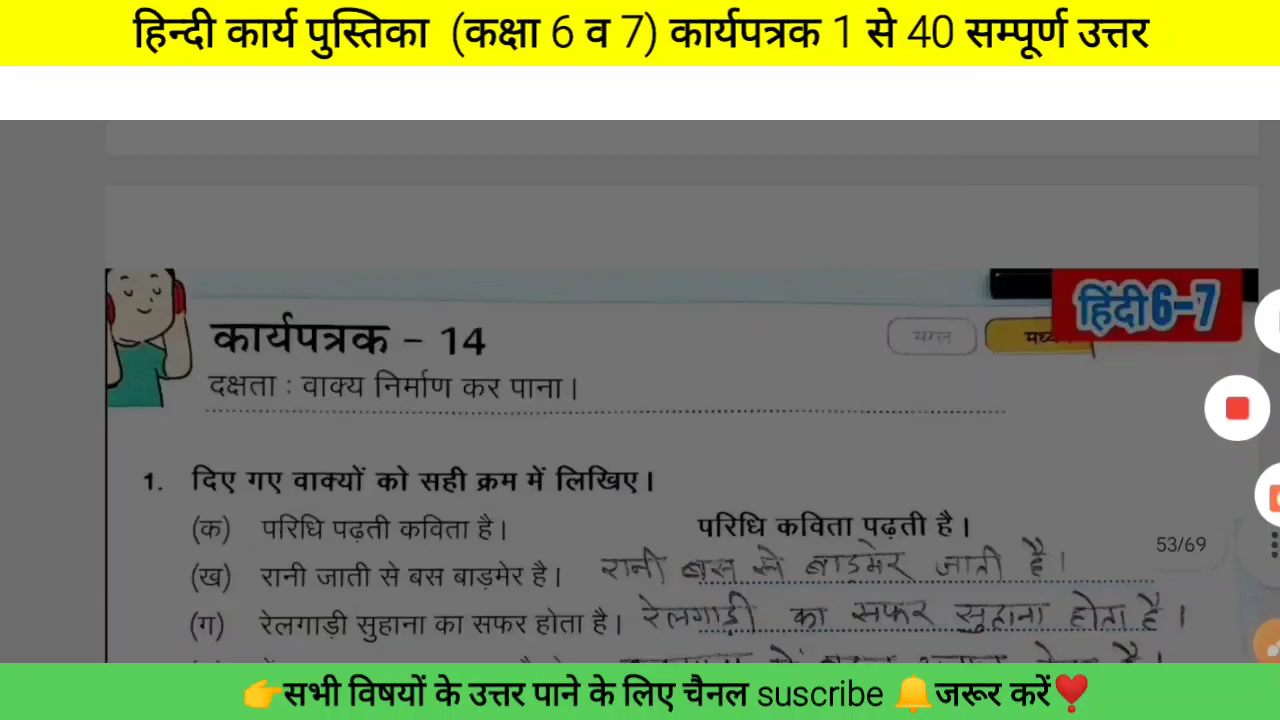 हिन्दी कार्य पुस्तिका (कक्षा 6 व 7) कार्यपत्रक 1 से 40 सम्पूर्ण उत्तर
हिंदी 6-7
कार्यपत्रक - 14
दक्षता : वाक्य निर्माण कर पाना।
1. दिए गए वाक्यों को सही क्रम में लिखिए।
(क) परिधि पढ़ती कविता है। परिधि कविता पढ़ती है।
53/69
(ख) रानी जाती से बस बाड़मेर है। रानी बस से बाड़मेर जाती है।
(ग) रेलगाड़ी सुहाना का सफर होता है। रेलगाड़ी का सफर सुहाना होता है।
👉सभी विषयों के उत्तर पाने के लिए चैनल suscribe 🔔जरूर करें❣️